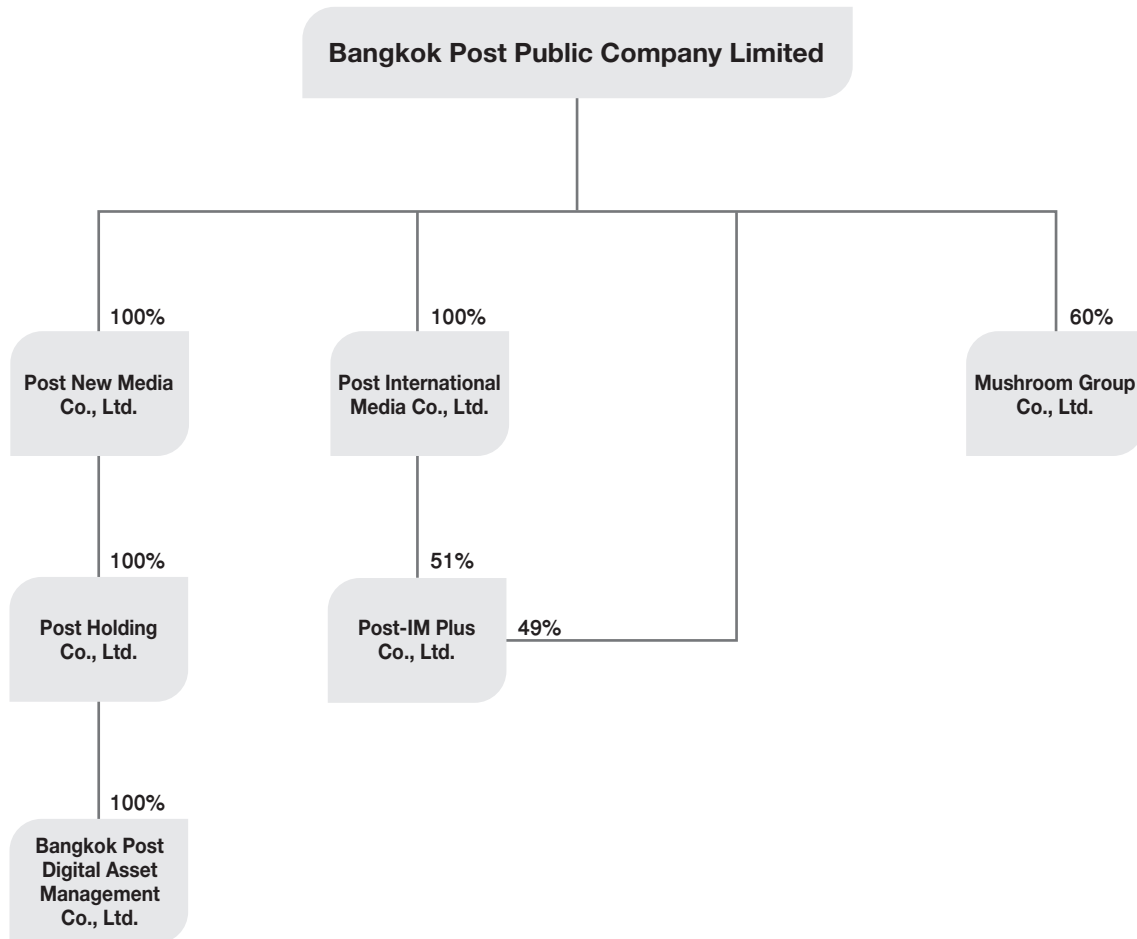 Bangkok Post Public Company Limited
100%
100%
60%
Post New Media
Co., Ltd.
Post International
Media Co., Ltd.
Mushroom Group
Co., Ltd.
100%
51%
Post Holding
Co., Ltd.
Post-IM Plus
Co., Ltd.
49%
100%
Bangkok Post
Digital Asset
Management
Co., Ltd.